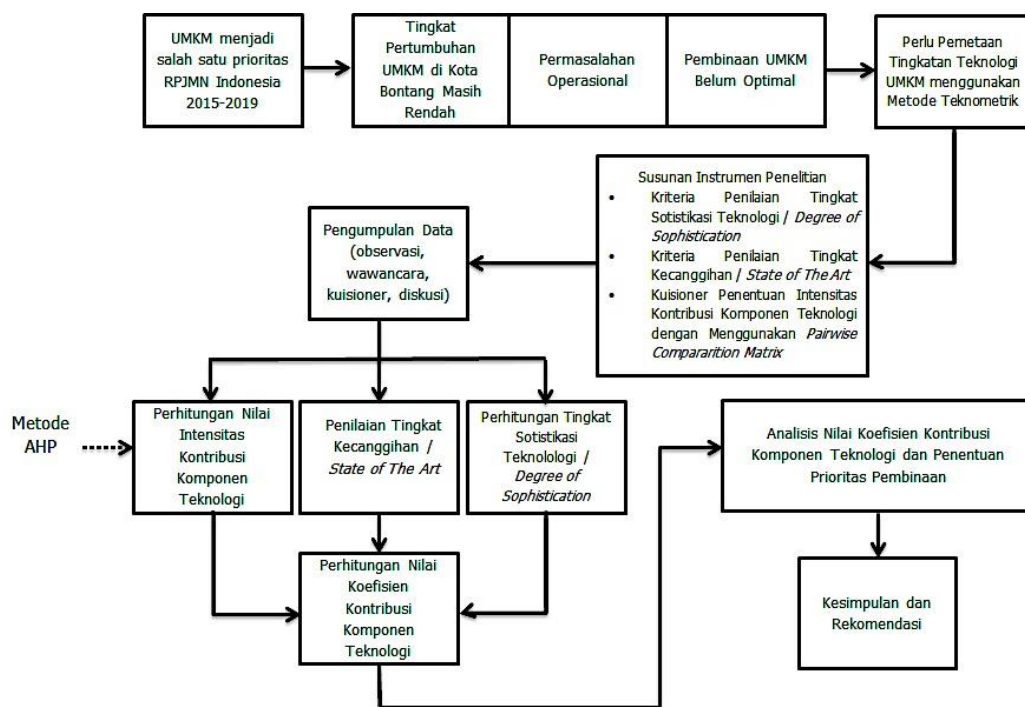 UMKM menjadi
salah satu prioritas
RPJMN Indonesia
2015-2019
Tingkat
Pertumbuhan
UMKM di Kota
Bontang Masih
Rendah
Permasalahan
Operasional
Pembinaan UMKM
Belum Optimal
Perlu Pemetaan
Tingkatan Teknologi
UMKM menggunakan
Metode Teknometrik
Susunan Instrumen Penelitian
• Kriteria Penilaian Tingkat
Sotistikasi Teknologi / Degree of
Sophistication
• Kriteria Penilaian Tingkat
Kecanggihan / State of The Art
• Kuisioner Penentuan Intensitas
Kontribusi Komponen Teknologi
dengan Menggunakan Pairwise
Compararition Matrix
Pengumpulan Data
(observasi,
wawancara,
kuisioner, diskusi)
Metode
AHP
Perhitungan Nilai
Intensitas
Kontribusi
Komponen
Teknologi
Penilaian Tingkat
Kecanggihan /
State of The Art
Perhitungan Tingkat
Sotistikasi
Teknolologi /
Degree of
Sophistication
Perhitungan Nilai
Koefisien
Kontribusi
Komponen
Teknologi
Analisis Nilai Koefisien Kontribusi
Komponen Teknologi dan Penentuan
Prioritas Pembinaan
Kesimpulan dan
Rekomendasi